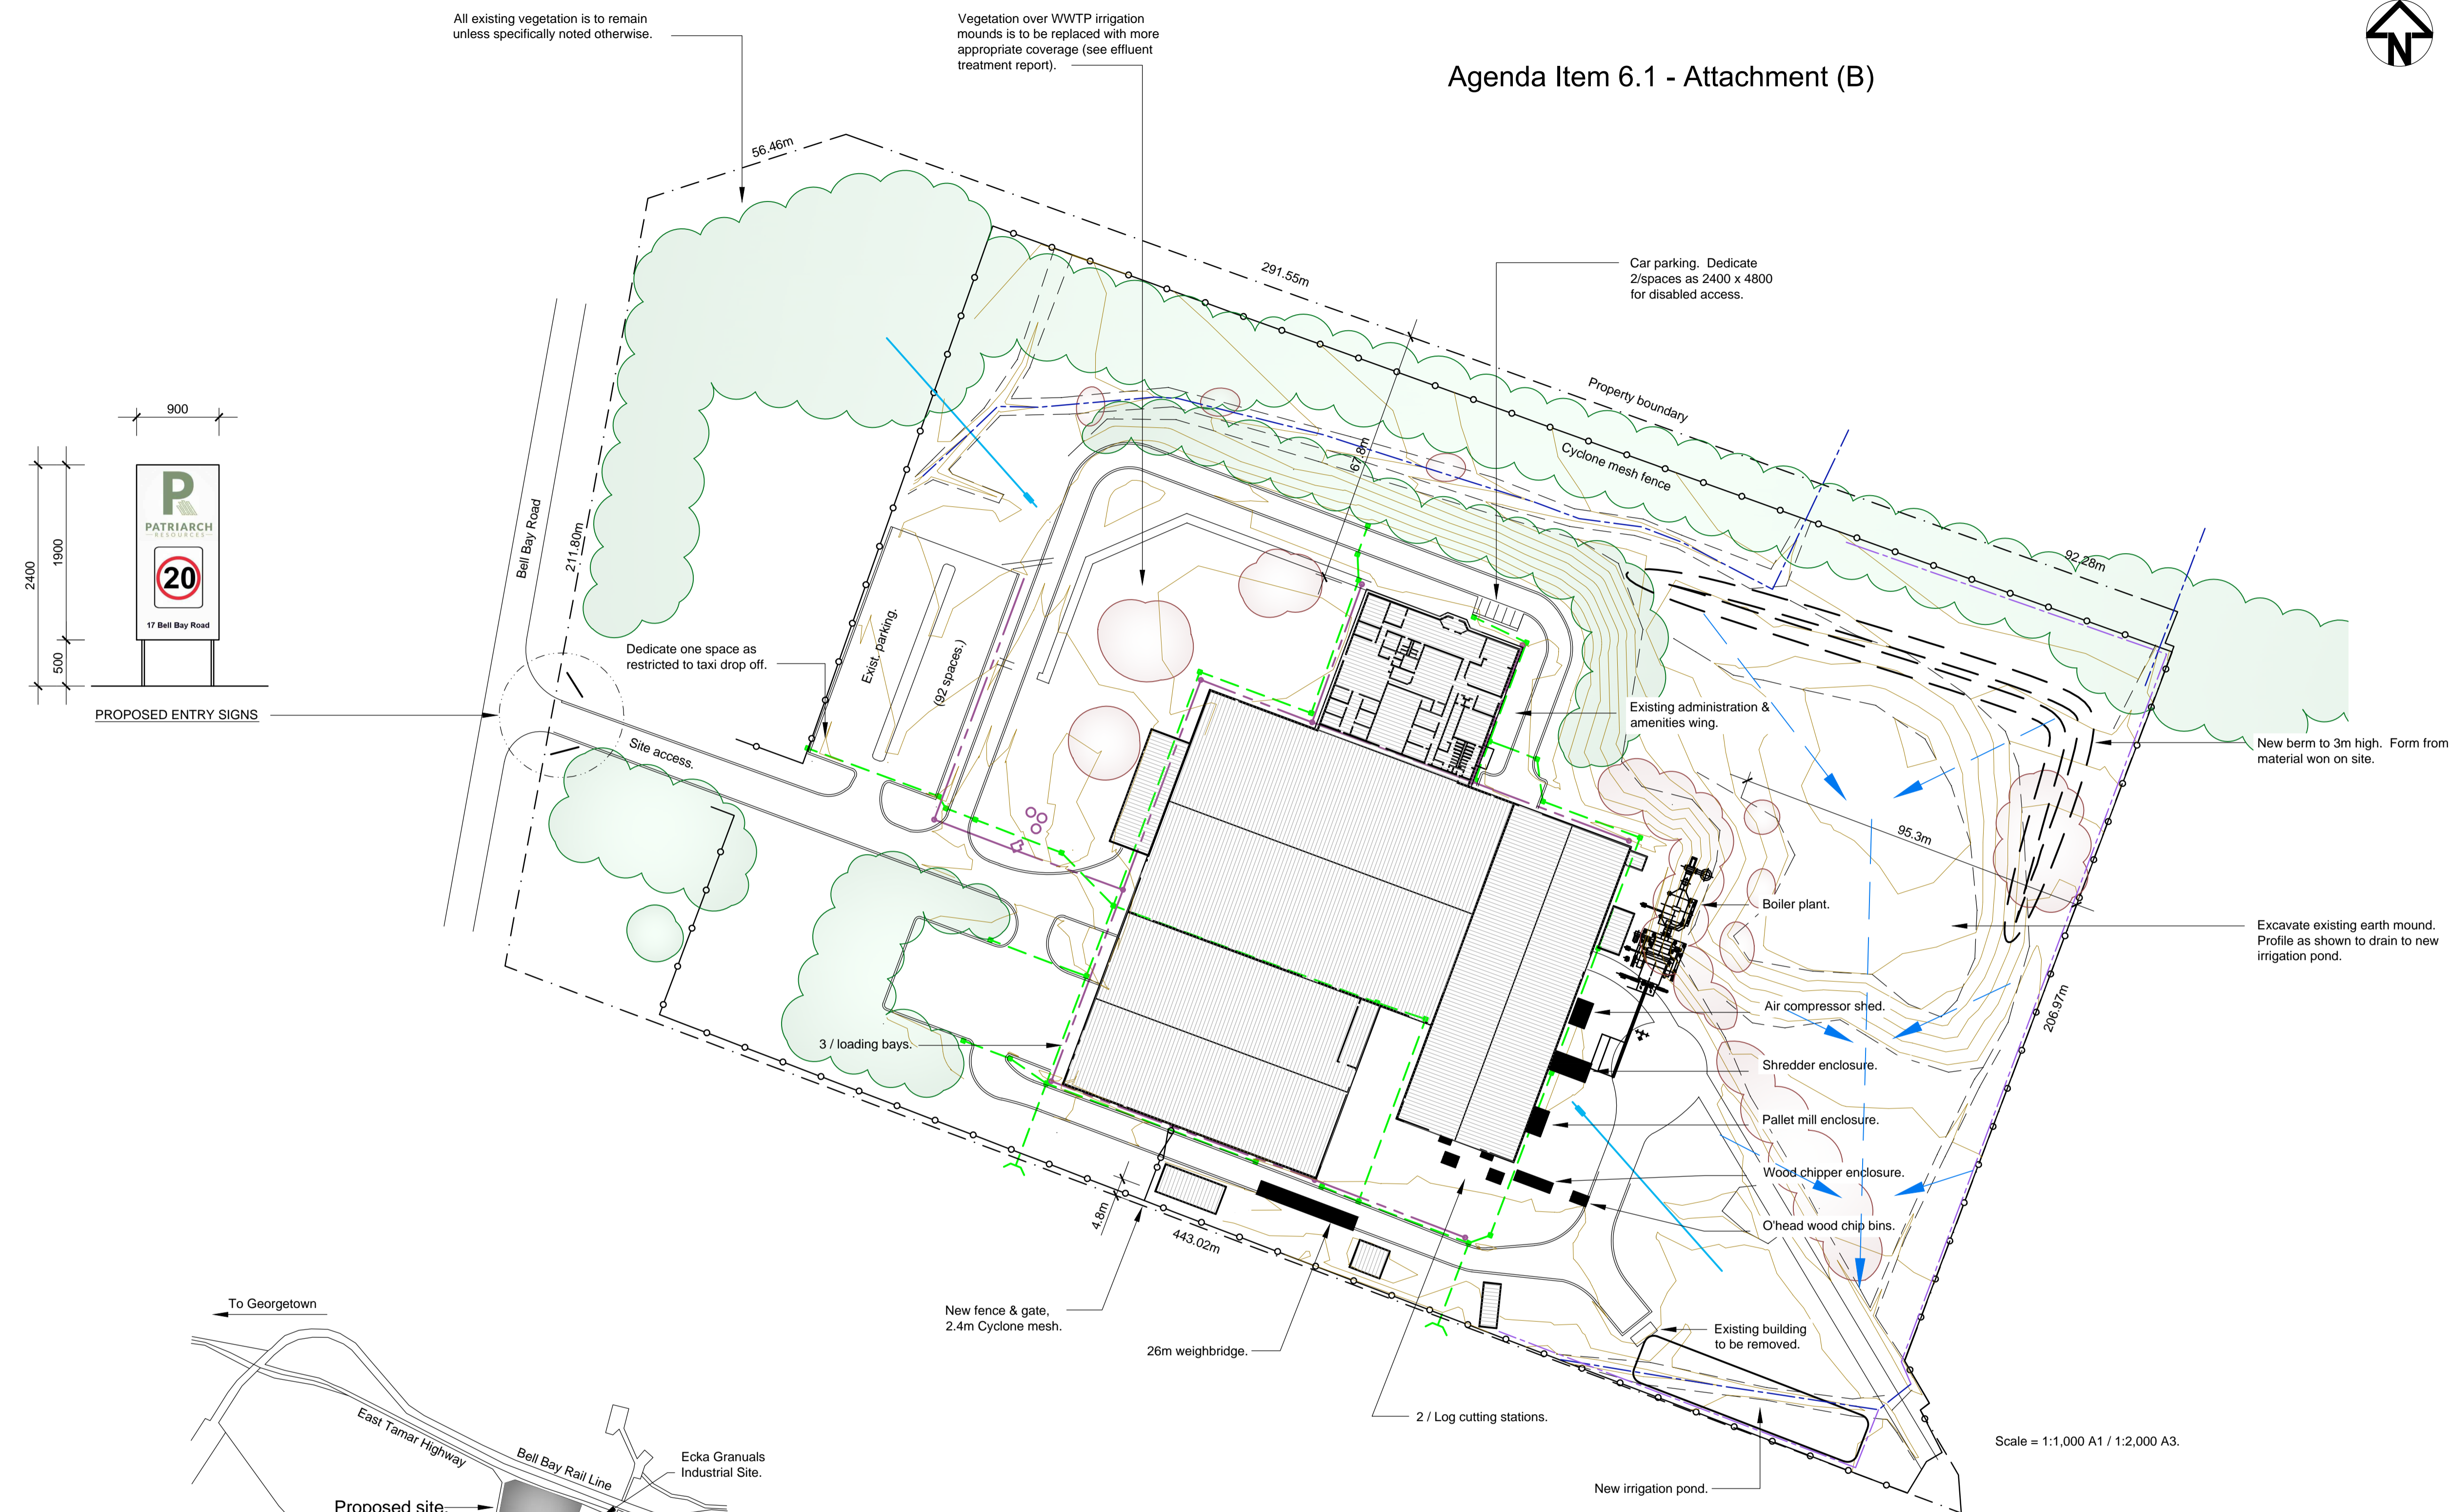 All existing vegetation is to remain
unless specifically noted otherwise.
Vegetation over WWTP irrigation
mounds is to be replaced with more
appropriate coverage (see effluent
treatment report).
Agenda Item 6.1 - Attachment (B)
N
56.46m
291.55m
Car parking. Dedicate
2/spaces as 2400 x 4800
for disabled access.
Property boundary
Cyclone mesh fence
67.8m
92.28m
900
2400
1900
500
PATRIARCH
RESOURCES
20
17 Bell Bay Road
PROPOSED ENTRY SIGNS
Bell Bay Road
211.80m
Dedicate one space as
restricted to taxi drop off.
Exist. parking.
(92 spaces.)
Site access.
Existing administration &
amenities wing.
New berm to 3m high. Form from
material won on site.
95.3m
Boiler plant.
Excavate existing earth mound.
Profile as shown to drain to new
irrigation pond.
Air compressor shed.
206.97m
3 / loading bays.
Shredder enclosure.
Pallet mill enclosure.
Wood chipper enclosure.
O'head wood chip bins.
4.8m
443.02m
New fence & gate,
2.4m Cyclone mesh.
26m weighbridge.
Existing building
to be removed.
2 / Log cutting stations.
New irrigation pond.
Scale = 1:1,000 A1 / 1:2,000 A3.
To Georgetown
East Tamar Highway
Bell Bay Rail Line
Ecka Granuals
Industrial Site.
Proposed site.